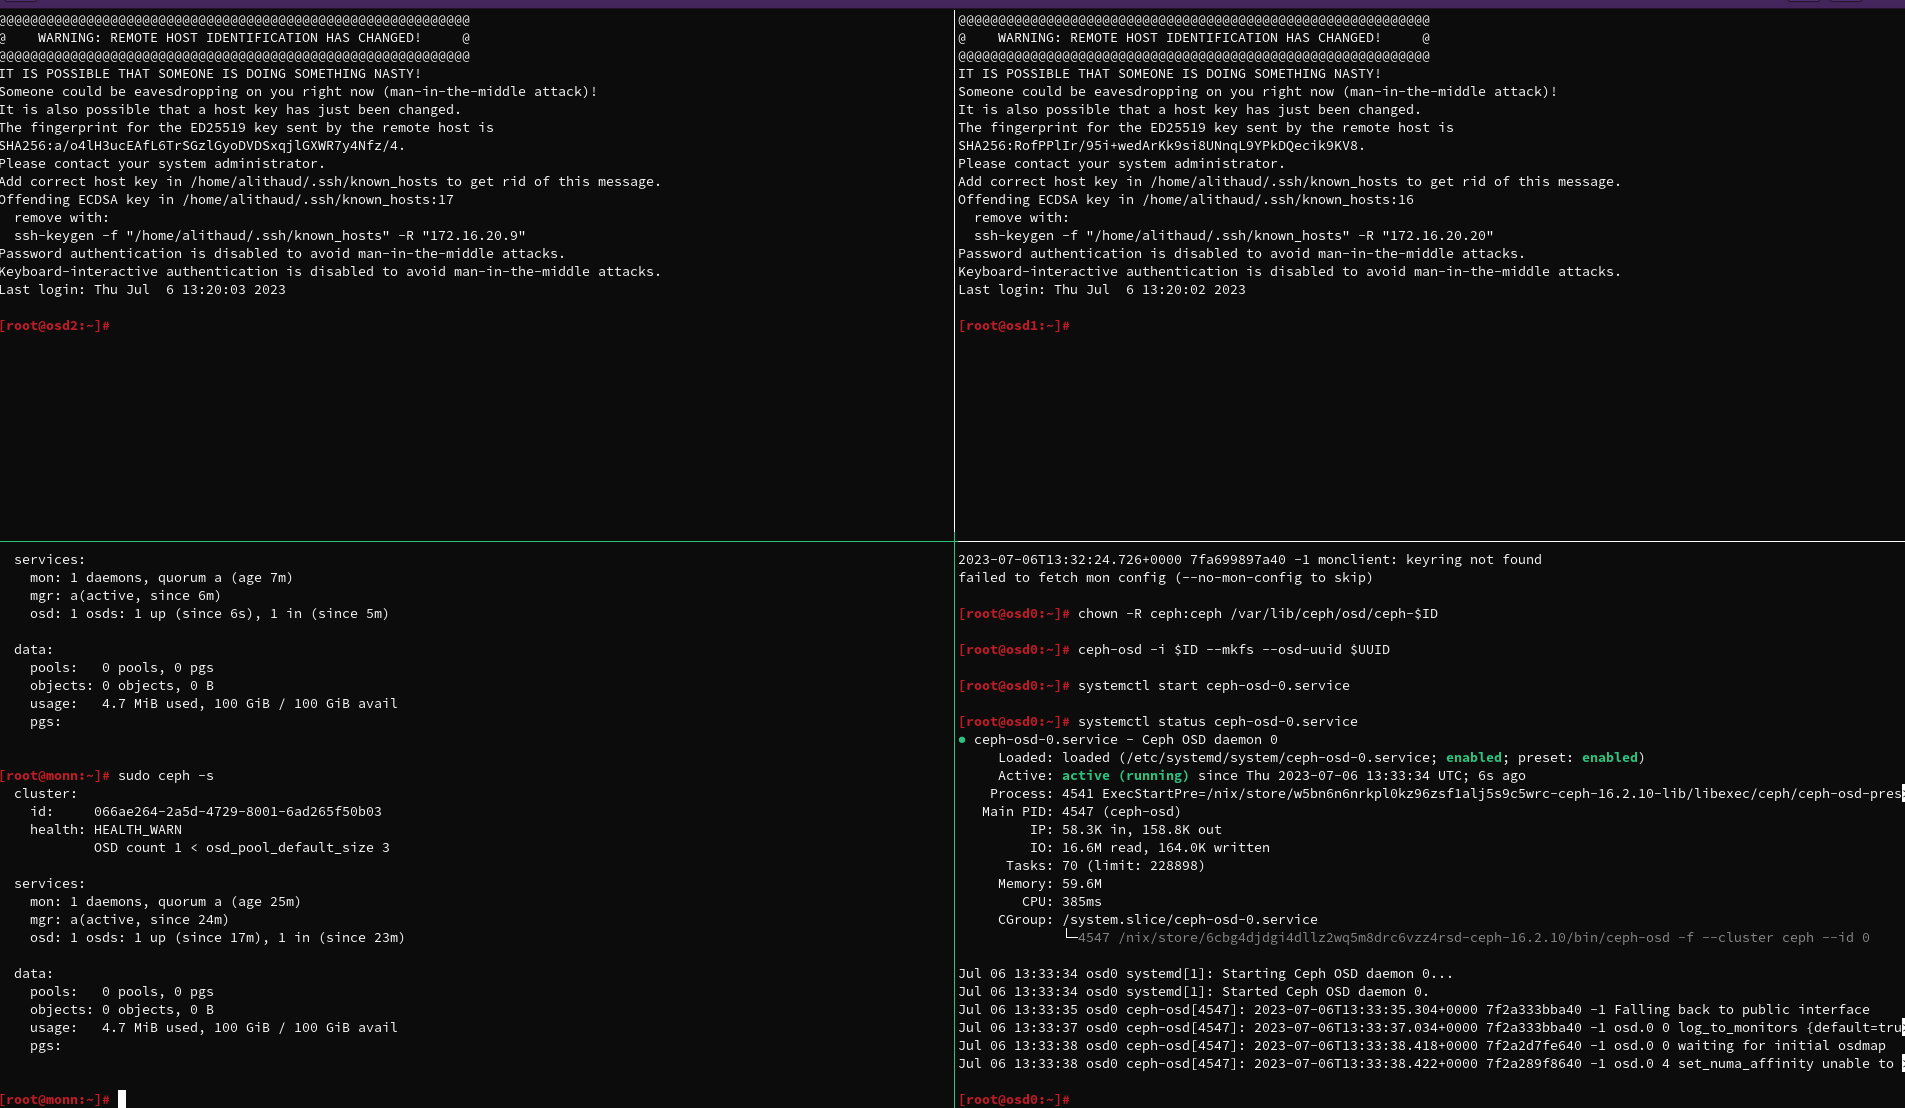 @@@@@@@@@@@@@@@@@@@@@@@@@@@@@@@@@@@@@@@@@@@@@@@@@@@@@@@@@@@
@    WARNING: REMOTE HOST IDENTIFICATION HAS CHANGED!     @
@@@@@@@@@@@@@@@@@@@@@@@@@@@@@@@@@@@@@@@@@@@@@@@@@@@@@@@@@@@
IT IS POSSIBLE THAT SOMEONE IS DOING SOMETHING NASTY!
Someone could be eavesdropping on you right now (man-in-the-middle attack)!
It is also possible that a host key has just been changed.
The fingerprint for the ED25519 key sent by the remote host is
SHA256:a/o4lH3ucEAfL6TrSGzlGyoDVDSxqjlGXWR7y4Nfz/4.
Please contact your system administrator.
Add correct host key in /home/alithaud/.ssh/known_hosts to get rid of this message.
Offending ECDSA key in /home/alithaud/.ssh/known_hosts:17
  remove with:
  ssh-keygen -f "/home/alithaud/.ssh/known_hosts" -R "172.16.20.9"
Password authentication is disabled to avoid man-in-the-middle attacks.
Keyboard-interactive authentication is disabled to avoid man-in-the-middle attacks.
Last login: Thu Jul  6 13:20:03 2023
[root@osd2:~]#
@@@@@@@@@@@@@@@@@@@@@@@@@@@@@@@@@@@@@@@@@@@@@@@@@@@@@@@@@@@
@    WARNING: REMOTE HOST IDENTIFICATION HAS CHANGED!     @
@@@@@@@@@@@@@@@@@@@@@@@@@@@@@@@@@@@@@@@@@@@@@@@@@@@@@@@@@@@
IT IS POSSIBLE THAT SOMEONE IS DOING SOMETHING NASTY!
Someone could be eavesdropping on you right now (man-in-the-middle attack)!
It is also possible that a host key has just been changed.
The fingerprint for the ED25519 key sent by the remote host is
SHA256:RofPPlIr/95i+wedArKk9si8UNnqL9YPkDQecik9KV8.
Please contact your system administrator.
Add correct host key in /home/alithaud/.ssh/known_hosts to get rid of this message.
Offending ECDSA key in /home/alithaud/.ssh/known_hosts:16
  remove with:
  ssh-keygen -f "/home/alithaud/.ssh/known_hosts" -R "172.16.20.20"
Password authentication is disabled to avoid man-in-the-middle attacks.
Keyboard-interactive authentication is disabled to avoid man-in-the-middle attacks.
Last login: Thu Jul  6 13:20:02 2023
[root@osd1:~]#
  services:
    mon: 1 daemons, quorum a (age 7m)
    mgr: a(active, since 6m)
    osd: 1 osds: 1 up (since 6s), 1 in (since 5m)
  data:
    pools:   0 pools, 0 pgs
    objects: 0 objects, 0 B
    usage:   4.7 MiB used, 100 GiB / 100 GiB avail
    pgs:
[root@monn:~]# sudo ceph -s
  cluster:
    id:     066ae264-2a5d-4729-8001-6ad265f50b03
    health: HEALTH_WARN
            OSD count 1 < osd_pool_default_size 3
  services:
    mon: 1 daemons, quorum a (age 25m)
    mgr: a(active, since 24m)
    osd: 1 osds: 1 up (since 17m), 1 in (since 23m)
  data:
    pools:   0 pools, 0 pgs
    objects: 0 objects, 0 B
    usage:   4.7 MiB used, 100 GiB / 100 GiB avail
    pgs:
[root@monn:~]#
2023-07-06T13:32:24.726+0000 7fa699897a40 -1 monclient: keyring not found
failed to fetch mon config (--no-mon-config to skip)
[root@osd0:~]# chown -R ceph:ceph /var/lib/ceph/osd/ceph-$ID
[root@osd0:~]# ceph-osd -i $ID --mkfs --osd-uuid $UUID
[root@osd0:~]# systemctl start ceph-osd-0.service
[root@osd0:~]# systemctl status ceph-osd-0.service
● ceph-osd-0.service - Ceph OSD daemon 0
     Loaded: loaded (/etc/systemd/system/ceph-osd-0.service; enabled; preset: enabled)
     Active: active (running) since Thu 2023-07-06 13:33:34 UTC; 6s ago
    Process: 4541 ExecStartPre=/nix/store/w5bn6n6nrkpl0kz96zsf1alj5s9c5wrc-ceph-16.2.10-lib/libexec/ceph/ceph-osd-pres
   Main PID: 4547 (ceph-osd)
         IP: 58.3K in, 158.8K out
         IO: 16.6M read, 164.0K written
      Tasks: 70 (limit: 228898)
     Memory: 59.6M
        CPU: 385ms
     CGroup: /system.slice/ceph-osd-0.service
             └─4547 /nix/store/6cbg4djdgi4dllz2wq5m8drc6vzz4rsd-ceph-16.2.10/bin/ceph-osd -f --cluster ceph --id 0
Jul 06 13:33:34 osd0 systemd[1]: Starting Ceph OSD daemon 0...
Jul 06 13:33:34 osd0 systemd[1]: Started Ceph OSD daemon 0.
Jul 06 13:33:35 osd0 ceph-osd[4547]: 2023-07-06T13:33:35.304+0000 7f2a333bba40 -1 Falling back to public interface
Jul 06 13:33:37 osd0 ceph-osd[4547]: 2023-07-06T13:33:37.034+0000 7f2a333bba40 -1 osd.0 0 log_to_monitors {default=tru
Jul 06 13:33:38 osd0 ceph-osd[4547]: 2023-07-06T13:33:38.418+0000 7f2a2d7fe640 -1 osd.0 0 waiting for initial osdmap
Jul 06 13:33:38 osd0 ceph-osd[4547]: 2023-07-06T13:33:38.422+0000 7f2a289f8640 -1 osd.0 4 set_numa_affinity unable to
[root@osd0:~]#